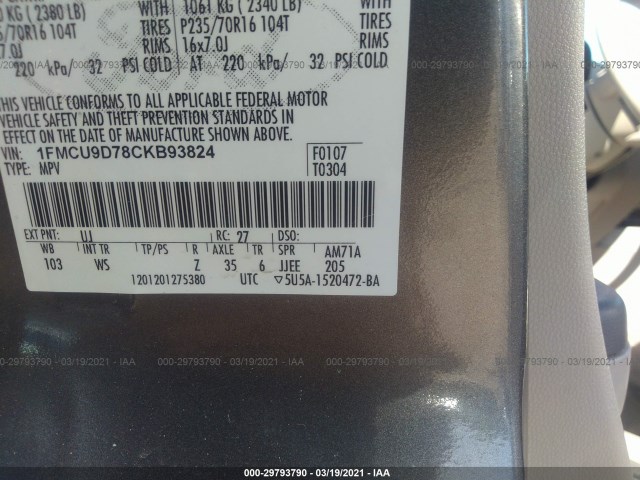 WITH 1061 KG ( 2340 LB)
KG ( 2380 LB) TIRES P235/70R16 104T TIRES
/70R16 104T RIMS 16x7.0J RIMS
7.0J AT 220 kPa/ 32 PSI COLD
220 kPa/ 32 PSI COLD
THIS VEHICLE CONFORMS TO ALL APPLICABLE FEDERAL MOTOR
VEHICLE SAFETY AND THEFT PREVENTION STANDARDS IN
EFFECT ON THE DATE OF MANUFACTURE SHOWN ABOVE.
VIN: 1FMCU9D78CKB93824 F0107
TYPE: MPV T0304
EXT PNT: UJ RC: 27 DSO:
WB INT TR TP/PS R AXLE TR SPR AM71A
103 WS Z 35 6 JJEE 205
1201201275380 UTC ▽5U5A-1520472-BA
000-29793790 - 03/19/2021 - IAA